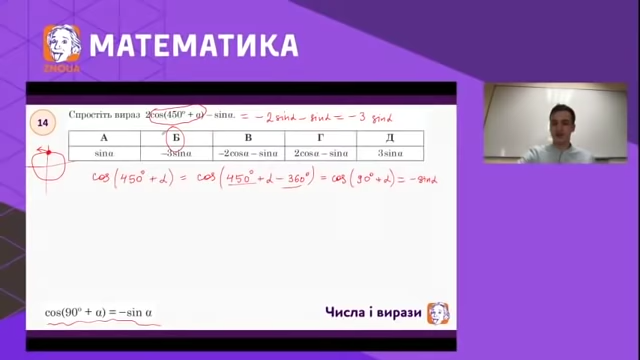 ZNOUA
МАТЕМАТИКА
14
Спростіть вираз 2cos(450° + α) – sinα. = – 2 sinα – sinα = – 3 sinα
А Б В Г Д
sinα –3sinα –2cosα – sinα 2cosα – sinα 3sinα
cos(450° + α) = cos(450° + α – 360°) = cos(90° + α) = – sinα
cos(90° + α) = –sin α
Числа і вирази